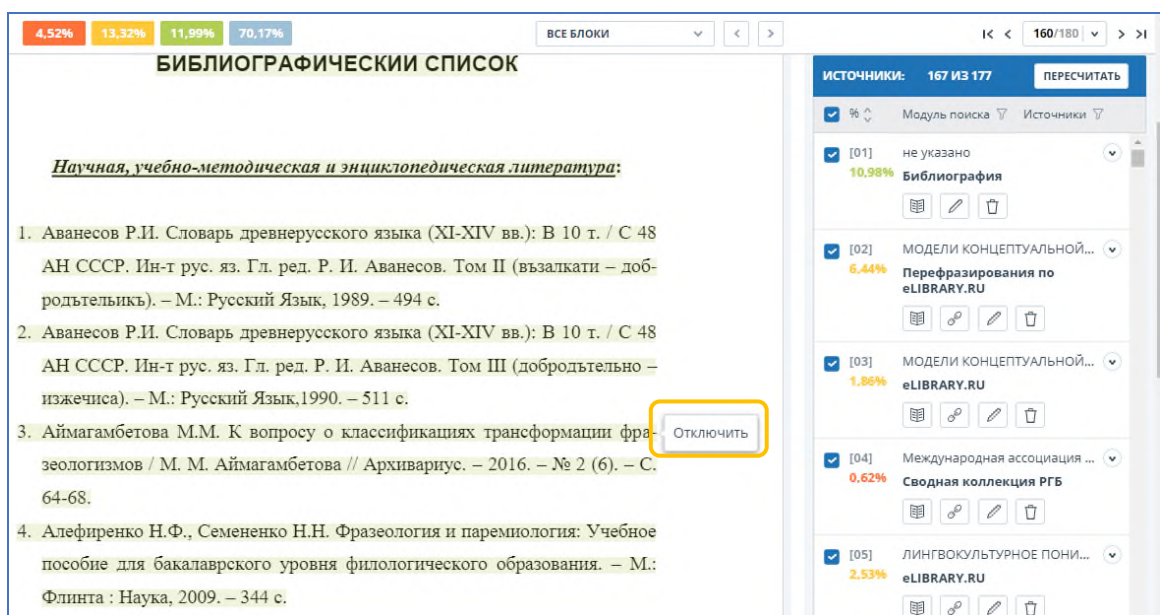 4,52% 13,32% 11,99% 70,17% ВСЕ БЛОКИ 160/180
БИБЛИОГРАФИЧЕСКИЙ СПИСОК
Научная, учебно-методическая и энциклопедическая литература:
1. Аванесов Р.И. Словарь древнерусского языка (XI-XIV вв.): В 10 т. / С 48
АН СССР. Ин-т рус. яз. Гл. ред. Р. И. Аванесов. Том II (възалкати – доб-
родътельикъ). – М.: Русский Язык, 1989. – 494 с.
2. Аванесов Р.И. Словарь древнерусского языка (XI-XIV вв.): В 10 т. / С 48
АН СССР. Ин-т рус. яз. Гл. ред. Р. И. Аванесов. Том III (добродътельно –
изжечиса). – М.: Русский Язык,1990. – 511 с.
3. Аймагамбетова М.М. К вопросу о классификациях трансформации фра-
зеологизмов / М. М. Аймагамбетова // Архивариус. – 2016. – № 2 (6). – С.
64-68.
4. Алефиренко Н.Ф., Семененко Н.Н. Фразеология и паремиология: Учебное
пособие для бакалаврского уровня филологического образования. – М.:
Флинта : Наука, 2009. – 344 с.
Отключить
ИСТОЧНИКИ: 167 ИЗ 177 ПЕРЕСЧИТАТЬ
% Модуль поиска Источники
[01] не указано
10,98% Библиография
[02] МОДЕЛИ КОНЦЕПТУАЛЬНОЙ...
6,44% Перефразирования по
eLIBRARY.RU
[03] МОДЕЛИ КОНЦЕПТУАЛЬНОЙ...
1,86% eLIBRARY.RU
[04] Международная ассоциация ...
0,62% Сводная коллекция РГБ
[05] ЛИНГВОКУЛЬТУРНОЕ ПОНИ...
2,53% eLIBRARY.RU